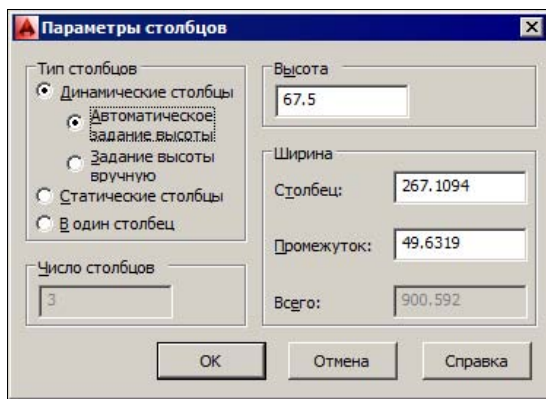 Параметры столбцов
Тип столбцов
Динамические столбцы
Автоматическое
задание высоты
Задание высоты
вручную
Статические столбцы
В один столбец
Число столбцов
3
Высота
67.5
Ширина
Столбец: 267.1094
Промежуток: 49.6319
Всего: 900.592
ОК
Отмена
Справка